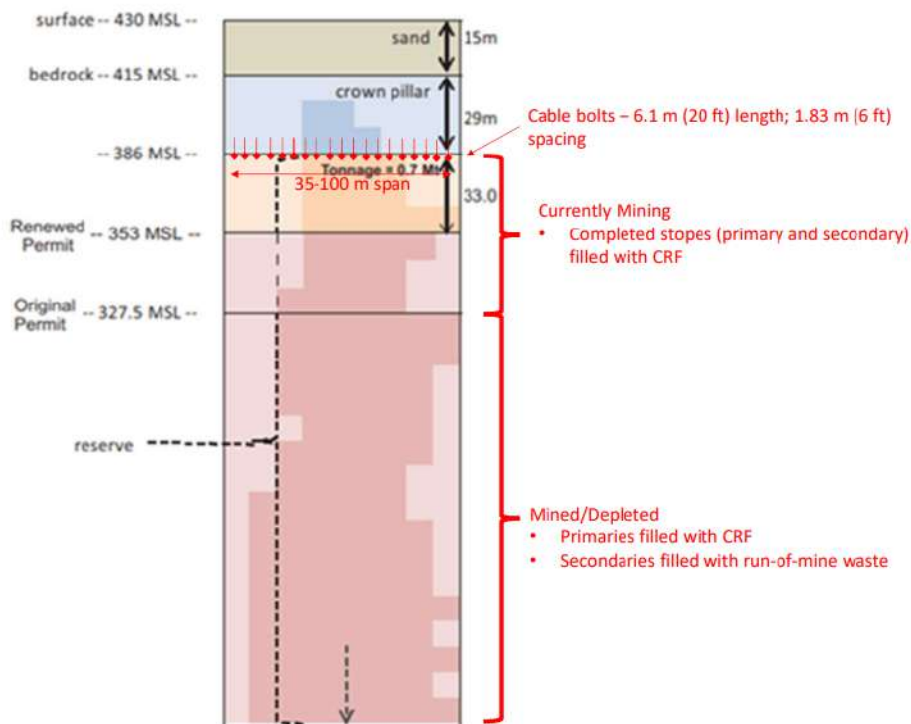 surface -- 430 MSL --
sand
15m
bedrock -- 415 MSL --
crown pillar
29m
Cable bolts – 6.1 m (20 ft) length; 1.83 m (6 ft)
spacing
-- 386 MSL --
Tonnage = 0.7 Mt
35-100 m span
33.0
Currently Mining
• Completed stopes (primary and secondary)
filled with CRF
Renewed
Permit -- 353 MSL --
Original
Permit -- 327.5 MSL --
reserve
Mined/Depleted
• Primaries filled with CRF
• Secondaries filled with run-of-mine waste